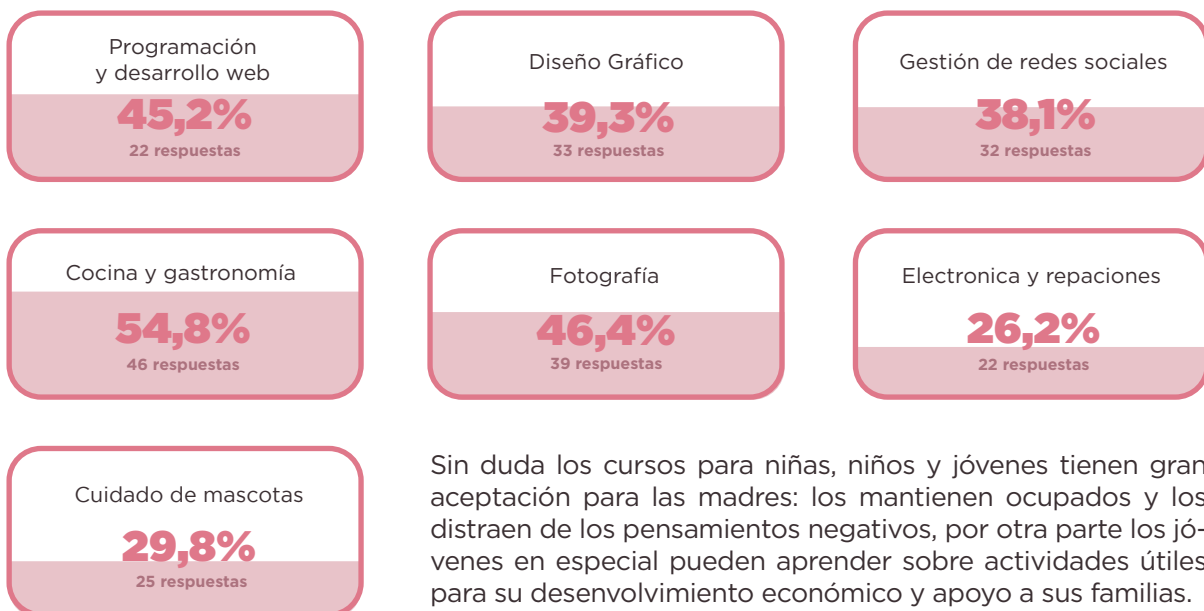 Programación
y desarrollo web
45,2%
22 respuestas
Diseño Gráfico
39,3%
33 respuestas
Gestión de redes sociales
38,1%
32 respuestas
Cocina y gastronomía
54,8%
46 respuestas
Fotografía
46,4%
39 respuestas
Electronica y repaciones
26,2%
22 respuestas
Cuidado de mascotas
29,8%
25 respuestas
Sin duda los cursos para niñas, niños y jóvenes tienen gran
aceptación para las madres: los mantienen ocupados y los
distraen de los pensamientos negativos, por otra parte los jó-
venes en especial pueden aprender sobre actividades útiles
para su desenvolvimiento económico y apoyo a sus familias.